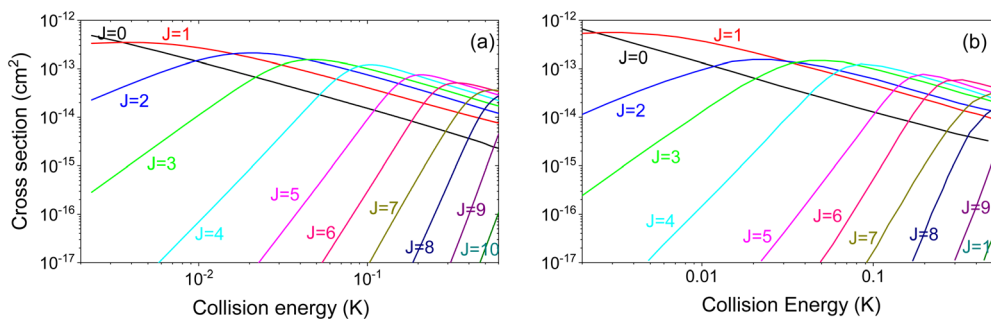 10⁻¹²
10⁻¹³
10⁻¹⁴
10⁻¹⁵
10⁻¹⁶
10⁻¹⁷
Cross section (cm²)
J=0
J=1
(a)
J=2
J=3
J=4
J=5
J=6
J=7
J=8
J=9
J=10
10⁻²
10⁻¹
Collision energy (K)
10⁻¹²
10⁻¹³
10⁻¹⁴
10⁻¹⁵
10⁻¹⁶
10⁻¹⁷
J=0
J=1
(b)
J=2
J=3
J=4
J=5
J=6
J=7
J=8
J=9
J=1
0.01
0.1
Collision Energy (K)